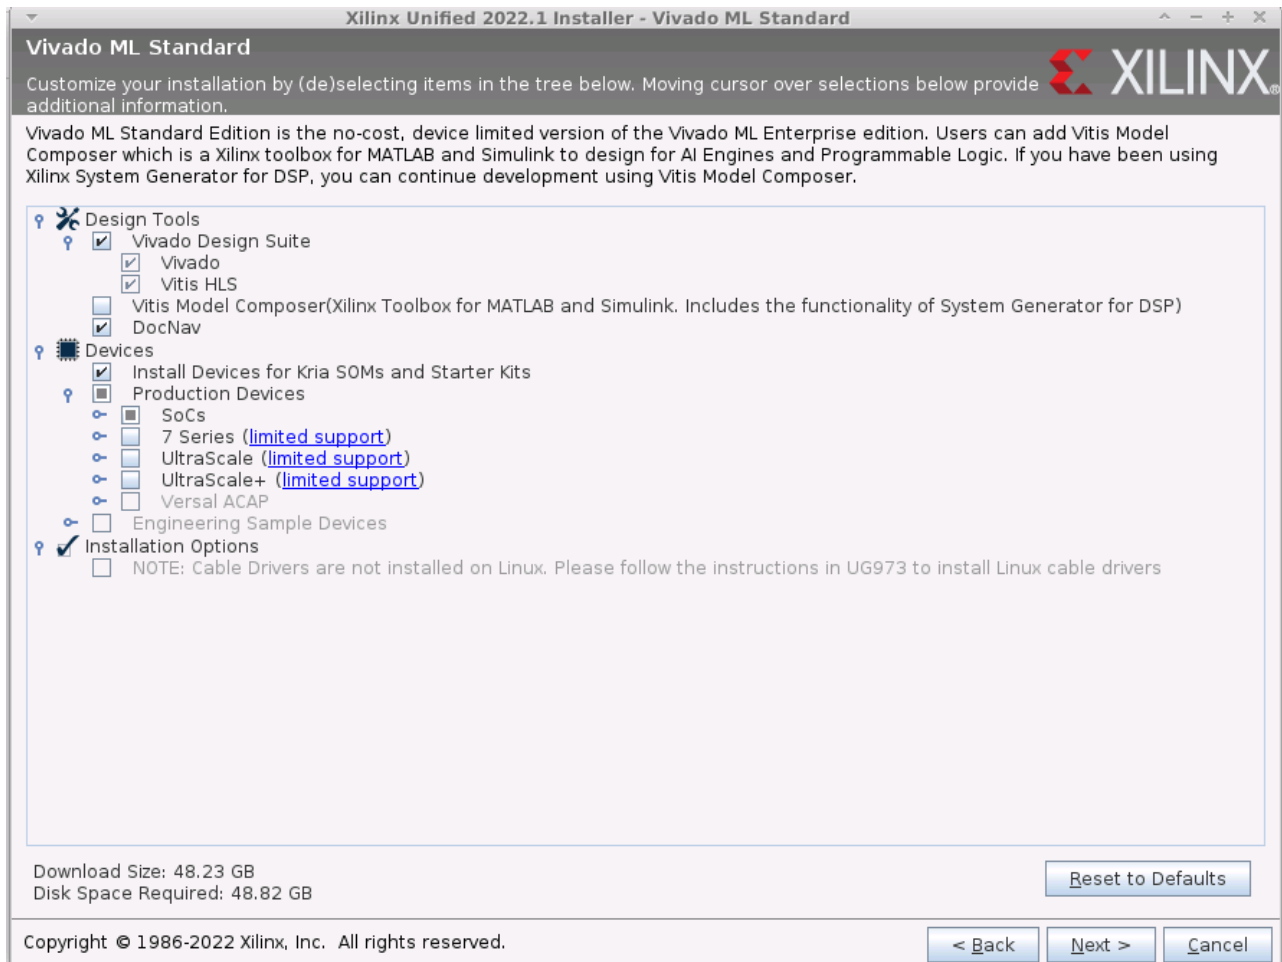 Xilinx Unified 2022.1 Installer - Vivado ML Standard
Vivado ML Standard
Customize your installation by (de)selecting items in the tree below. Moving cursor over selections below provide
additional information.
XILINX®
Vivado ML Standard Edition is the no-cost, device limited version of the Vivado ML Enterprise edition. Users can add Vitis Model
Composer which is a Xilinx toolbox for MATLAB and Simulink to design for AI Engines and Programmable Logic. If you have been using
Xilinx System Generator for DSP, you can continue development using Vitis Model Composer.
Design Tools
Vivado Design Suite
Vivado
Vitis HLS
Vitis Model Composer(Xilinx Toolbox for MATLAB and Simulink. Includes the functionality of System Generator for DSP)
DocNav
Devices
Install Devices for Kria SOMs and Starter Kits
Production Devices
SoCs
7 Series (limited support)
UltraScale (limited support)
UltraScale+ (limited support)
Versal ACAP
Engineering Sample Devices
Installation Options
NOTE: Cable Drivers are not installed on Linux. Please follow the instructions in UG973 to install Linux cable drivers
Download Size: 48.23 GB
Disk Space Required: 48.82 GB
Reset to Defaults
Copyright © 1986-2022 Xilinx, Inc. All rights reserved.
< Back
Next >
Cancel